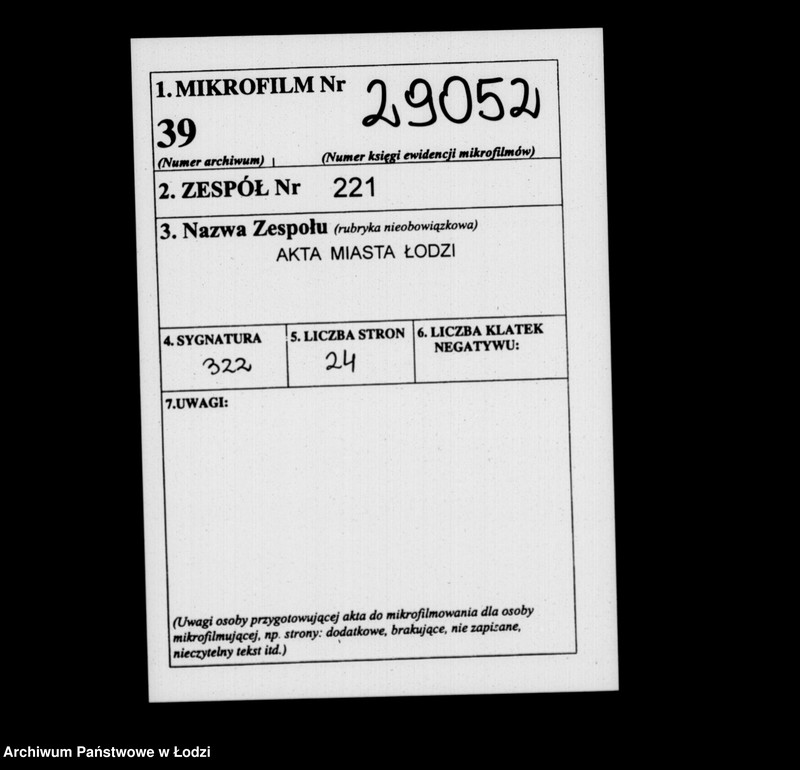 1. MIKROFILM Nr 29052
39
(Numer archiwum) (Numer księgi ewidencji mikrofilmów)
2. ZESPÓŁ Nr 221
3. Nazwa Zespołu (rubryka nieobowiązkowa)
AKTA MIASTA ŁODZI
4. SYGNATURA 5. LICZBA STRON 6. LICZBA KLATEK
NEGATYWU:
322 24
7.UWAGI:
(Uwagi osoby przygotowującej akta do mikrofilmowania dla osoby
mikrofilmującej, np. strony: dodatkowe, brakujące, nie zapisane,
nieczytelny tekst itd.)
Archiwum Państwowe w Łodzi